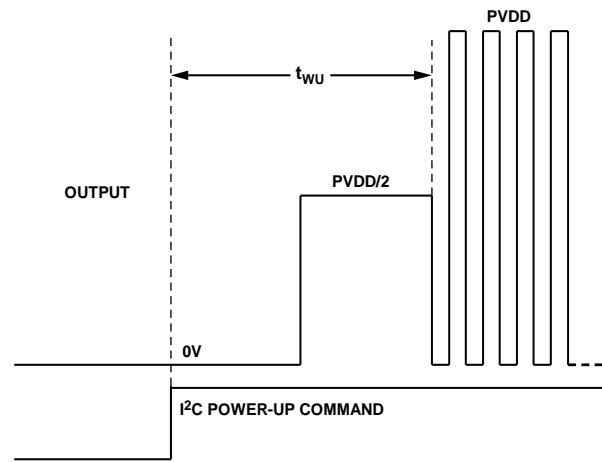 PVDD
tWU
OUTPUT
PVDD/2
0V
I²C POWER-UP COMMAND